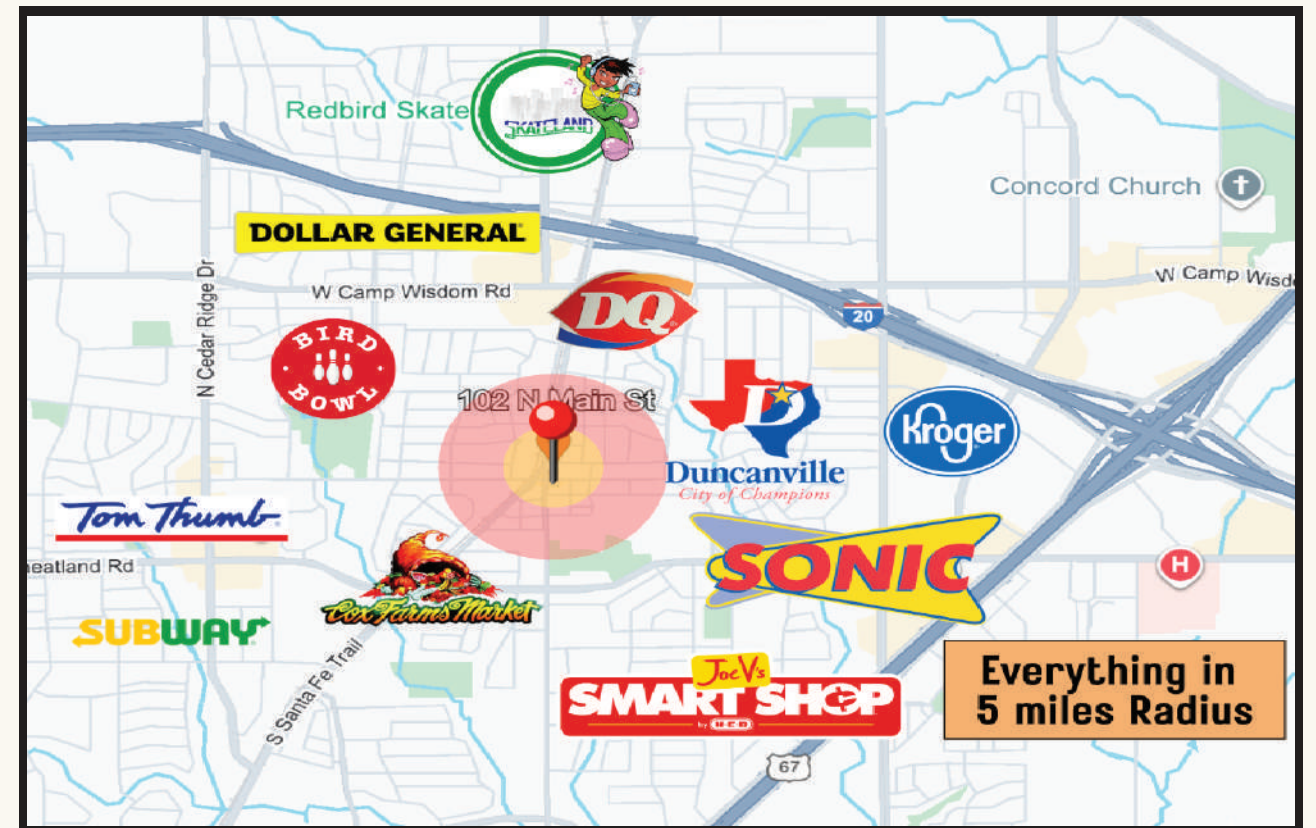 Redbird Skate
SKATELAND
Concord Church
DOLLAR GENERAL
W Camp Wisdom Rd
W Camp Wisd
N Cedar Ridge Dr
DQ
20
BIRD
BOWL
102 N Main St
D
Duncanville
City of Champions
Kroger
Tom Thumb
SONIC
heatland Rd
H
Cox Farms Market
SUBWAY
S Santa Fe Trail
Joe V's
SMART SHOP
by H-E-B
Everything in
5 miles Radius
67